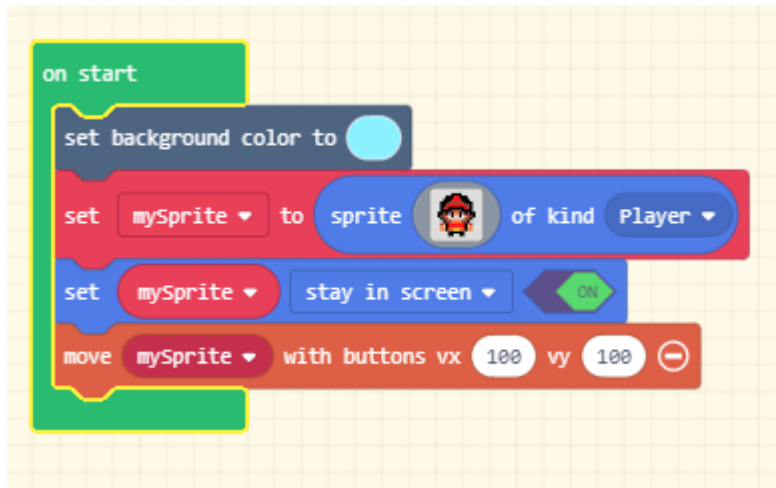 on start
set background color to
set mySprite to sprite of kind Player
set mySprite stay in screen ON
move mySprite with buttons vx 100 vy 100